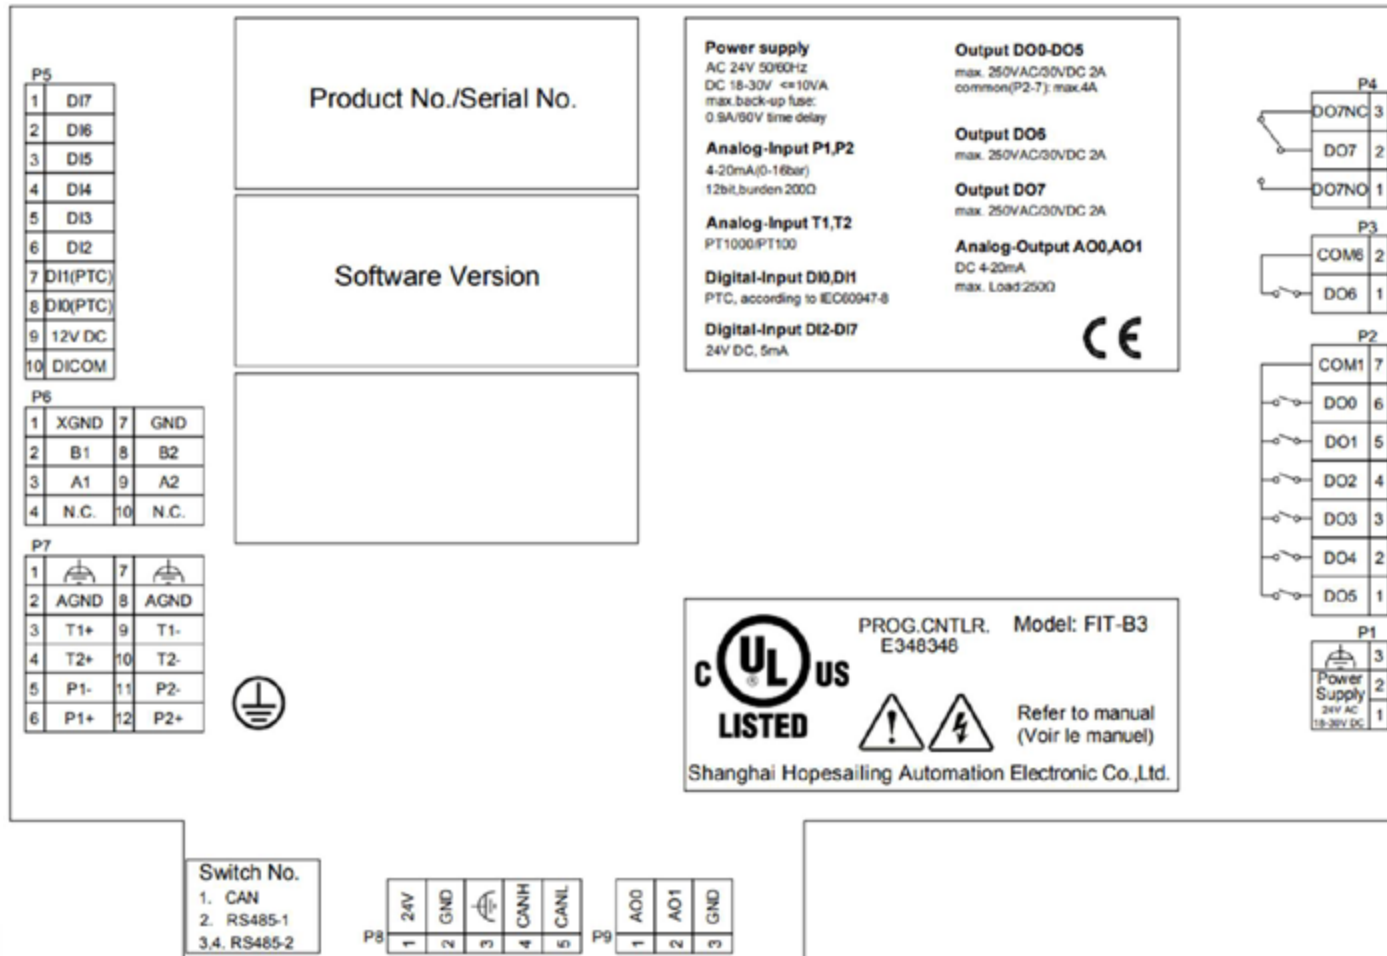 P5
1 DI7
2 DI6
3 DI5
4 DI4
5 DI3
6 DI2
7 DI1(PTC)
8 DI0(PTC)
9 12V DC
10 DICOM
P6
1 XGND 7 GND
2 B1 8 B2
3 A1 9 A2
4 N.C. 10 N.C.
P7
1 7
2 AGND 8 AGND
3 T1+ 9 T1-
4 T2+ 10 T2-
5 P1- 11 P2-
6 P1+ 12 P2+
Product No./Serial No.
Software Version
Power supply
AC 24V 50/60Hz
DC 18-30V <=10VA
max.back-up fuse:
0.9A/60V time delay
Analog-Input P1,P2
4-20mA(0-16bar)
12bit,burden 200Ω
Analog-Input T1,T2
PT1000/PT100
Digital-Input DI0,DI1
PTC, according to IEC60947-8
Digital-Input DI2-DI7
24V DC, 5mA
Output DO0-DO5
max. 250VAC/30VDC 2A
common(P2-7): max.4A
Output DO6
max. 250VAC/30VDC 2A
Output DO7
max. 250VAC/30VDC 2A
Analog-Output AO0,AO1
DC 4-20mA
max. Load:250Ω
CE
P4
DO7NC 3
DO7 2
DO7NO 1
P3
COM6 2
DO6 1
P2
COM1 7
DO0 6
DO1 5
DO2 4
DO3 3
DO4 2
DO5 1
P1
3
Power Supply 2
24V AC
18-30V DC 1
C UL US
®
LISTED
PROG.CNTLR.
E348348
Model: FIT-B3
Refer to manual
(Voir le manuel)
Shanghai Hopesailing Automation Electronic Co.,Ltd.
Switch No.
1. CAN
2. RS485-1
3,4. RS485-2
P8
24V GND CANH CANL
1 2 3 4 5
P9
AO0 AO1 GND
1 2 3